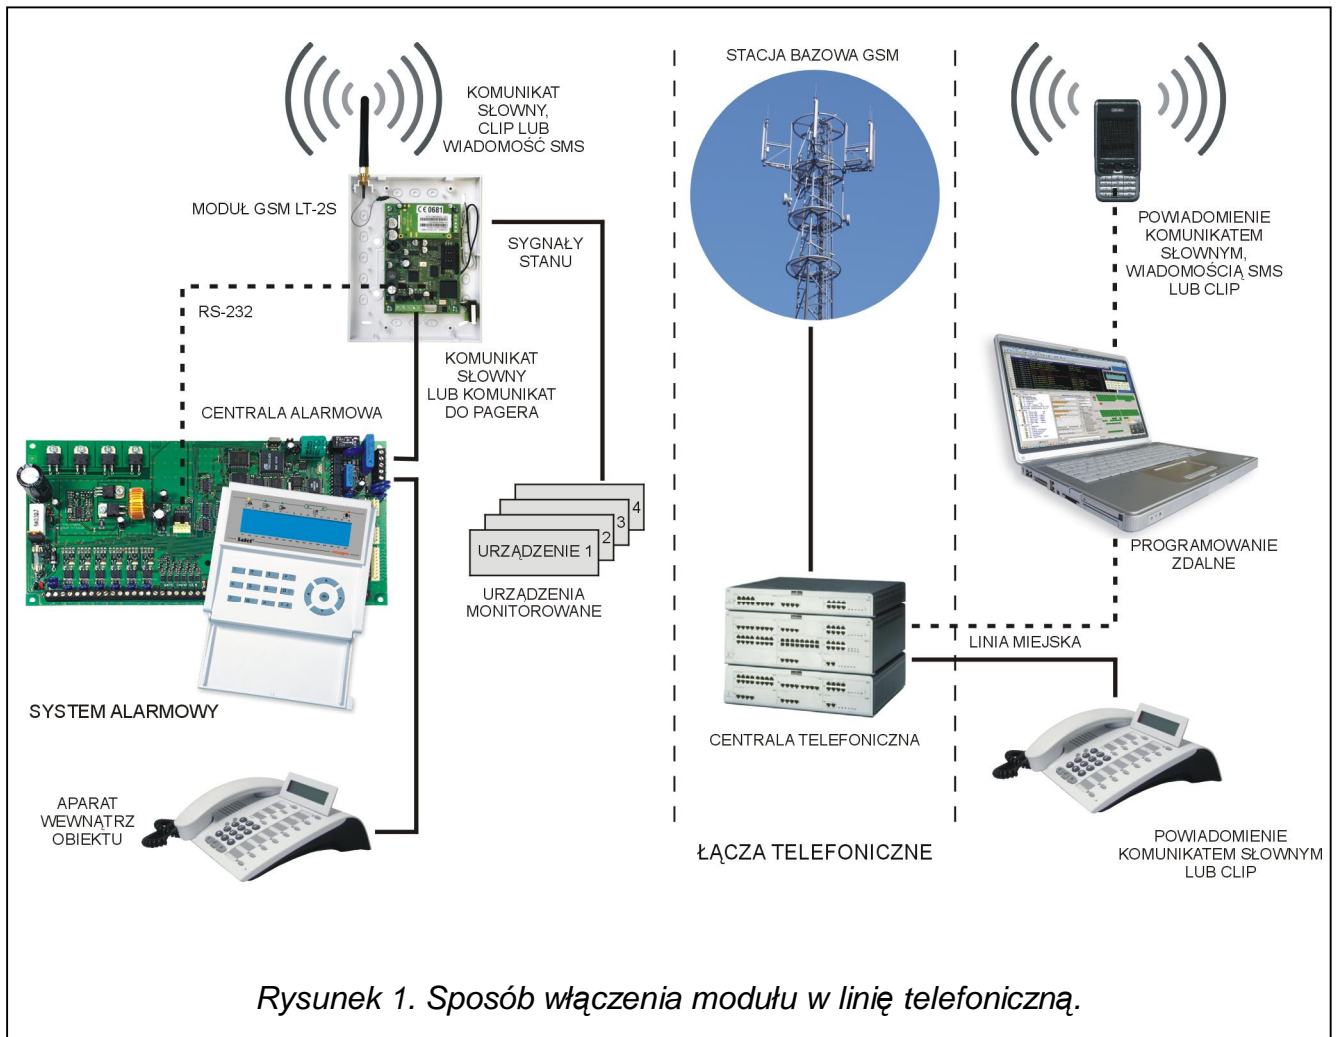 KOMUNIKAT
SŁOWNY,
CLIP LUB
WIADOMOŚĆ SMS
MODUŁ GSM LT-2S
CE0681
SYGNAŁY
STANU
RS-232
KOMUNIKAT
SŁOWNY
LUB KOMUNIKAT
DO PAGERA
CENTRALA ALARMOWA
Satel
4
3
2
URZĄDZENIE 1
URZĄDZENIA
MONITOROWANE
SYSTEM ALARMOWY
APARAT
WEWNĄTRZ
OBIEKTU
STACJA BAZOWA GSM
CENTRALA TELEFONICZNA
ŁĄCZA TELEFONICZNE
POWIADOMIENIE
KOMUNIKATEM
SŁOWNYM,
WIADOMOŚCIĄ SMS
LUB CLIP
PROGRAMOWANIE
ZDALNE
LINIA MIEJSKA
POWIADOMIENIE
KOMUNIKATEM SŁOWNYM
LUB CLIP
Rysunek 1. Sposób włączenia modułu w linię telefoniczną.